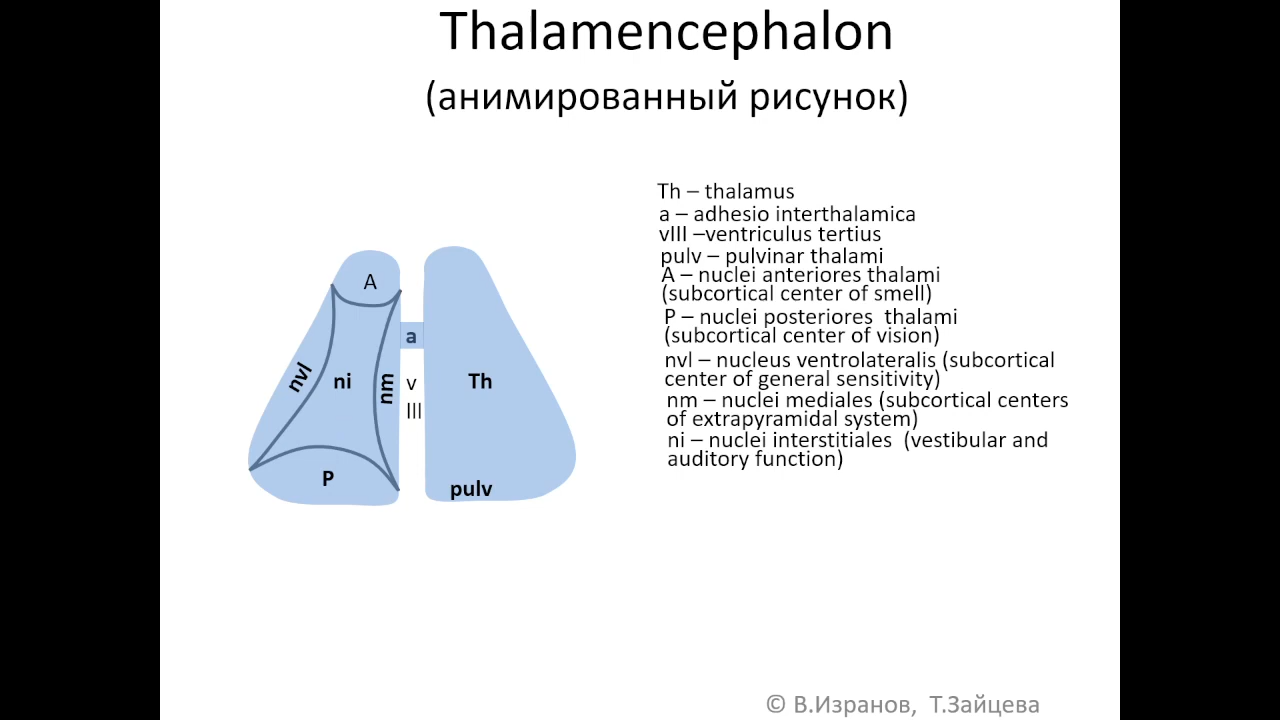 Thalamencephalon
(анимированный рисунок)
Th – thalamus
a – adhesio interthalamica
vIII –ventriculus tertius
pulv – pulvinar thalami
A – nuclei anteriores thalami
(subcortical center of smell)
P – nuclei posteriores  thalami
(subcortical center of vision)
nvl – nucleus ventrolateralis (subcortical
center of general sensitivity)
nm – nuclei mediales (subcortical centers
of extrapyramidal system)
ni – nuclei interstitiales  (vestibular and
auditory function)
A
a
nvl
ni
nm
v
III
Th
P
pulv
© В.Изранов,  Т.Зайцева